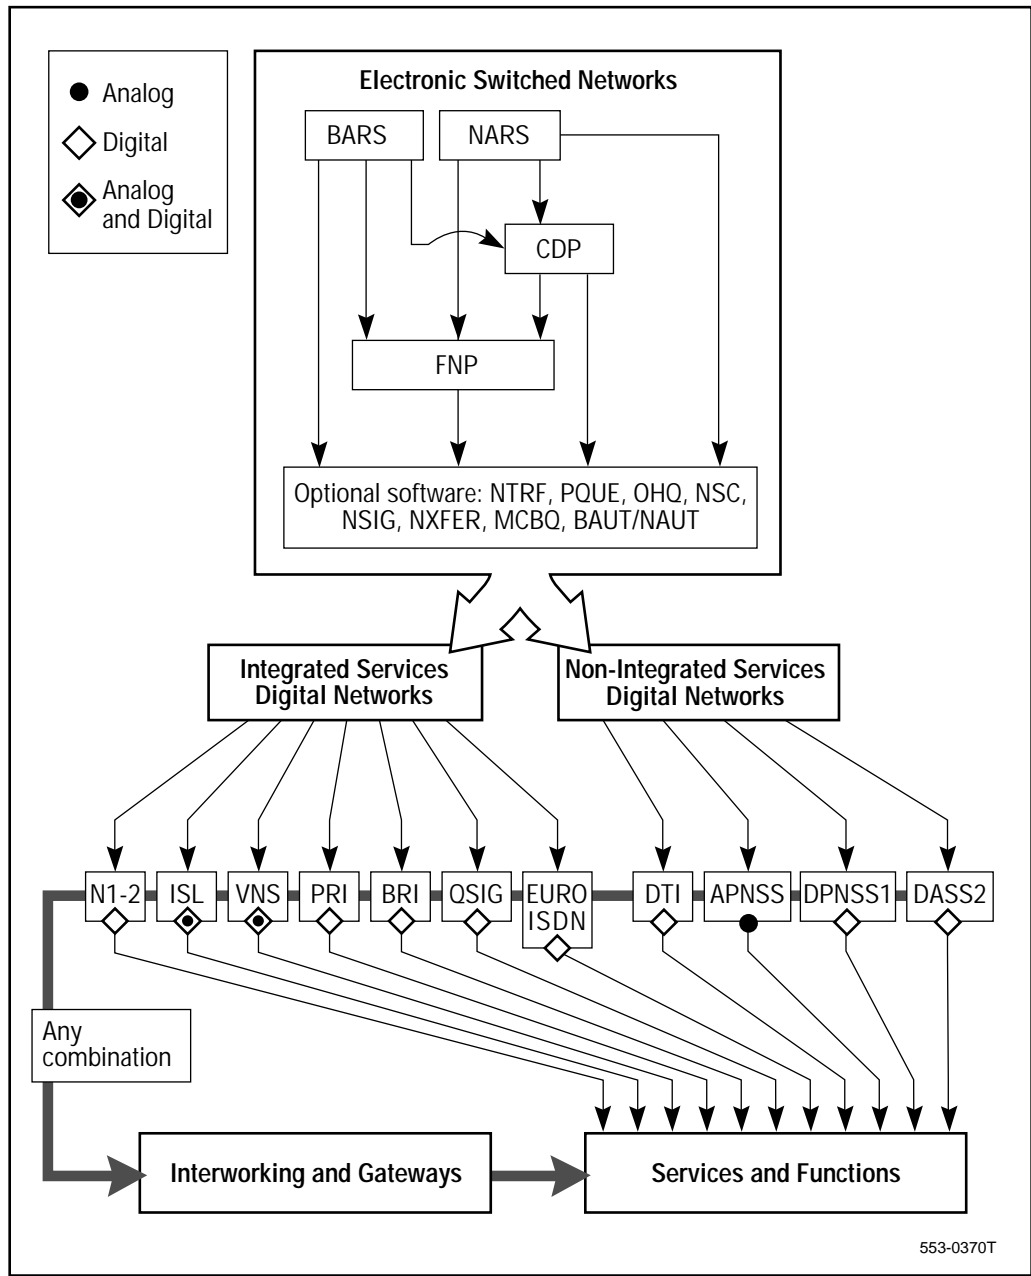 Electronic Switched Networks
Analog
Digital
Analog
and Digital
BARS
NARS
CDP
FNP
Optional software: NTRF, PQUE, OHQ, NSC,
NSIG, NXFER, MCBQ, BAUT/NAUT
Integrated Services
Digital Networks
Non-Integrated Services
Digital Networks
N1-2
ISL
VNS
PRI
BRI
QSIG
EURO
ISDN
DTI
APNSS
DPNSS1
DASS2
Any
combination
Interworking and Gateways
Services and Functions
553-0370T